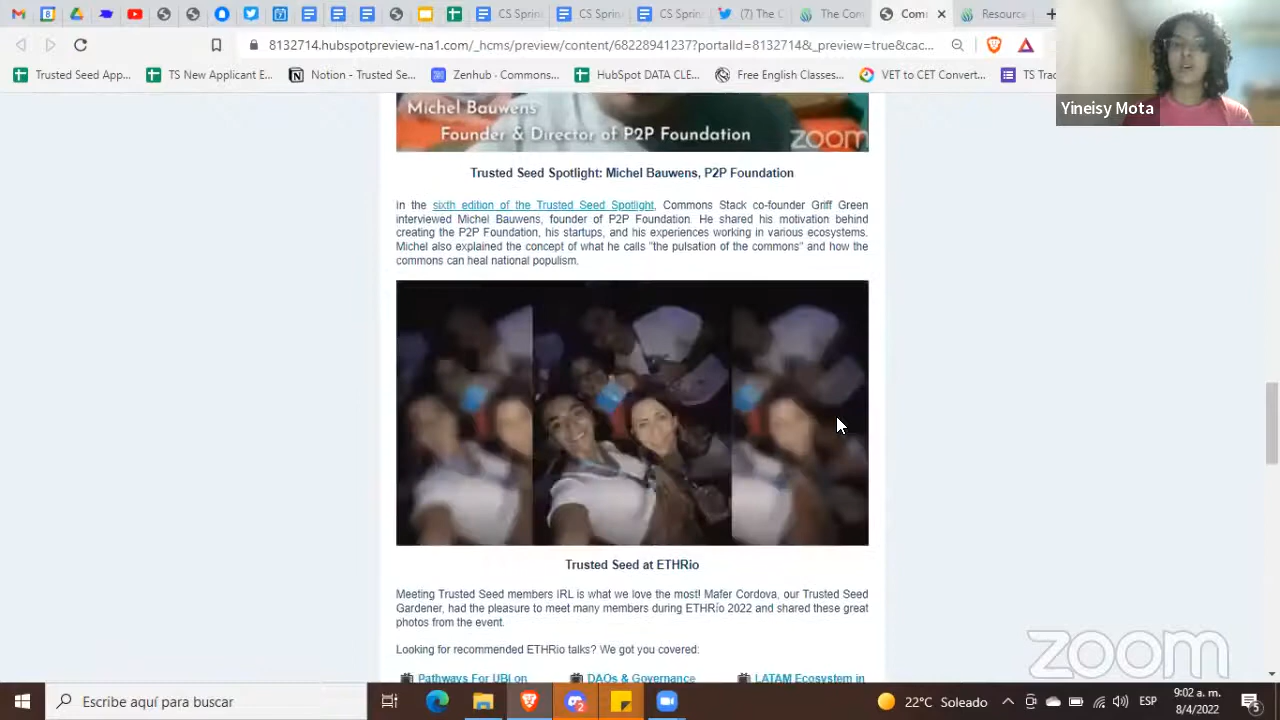 CS Sprin
CS Sprin
CS Sprin
(7) The C
The Con
Com
Resourc
8132714.hubspotpreview-na1.com/_hcms/preview/content/68228941237?portalId=8132714&_preview=true&cac...
Trusted Seed App...
TS New Applicant E...
Notion - Trusted Se...
Zenhub - Commons...
HubSpot DATA CLE...
Free English Classes...
VET to CET Convert...
TS Trac
Yineisy Mota
Michel Bauwens
Founder & Director of P2P Foundation
zoom
Trusted Seed Spotlight: Michel Bauwens, P2P Foundation
In the sixth edition of the Trusted Seed Spotlight, Commons Stack co-founder Griff Green
interviewed Michel Bauwens, founder of P2P Foundation. He shared his motivation behind
creating the P2P Foundation, his startups, and his experiences working in various ecosystems.
Michel also explained the concept of what he calls "the pulsation of the commons" and how the
commons can heal national populism.
Trusted Seed at ETHRio
Meeting Trusted Seed members IRL is what we love the most! Mafer Cordova, our Trusted Seed
Gardener, had the pleasure to meet many members during ETHRio 2022 and shared these great
photos from the event.
Looking for recommended ETHRio talks? We got you covered:
Pathways For UBI on
DAOs & Governance
LATAM Ecosystem in
zoom
Escribe aquí para buscar
2
22°C Soleado
ESP
9:02 a. m.
8/4/2022
5